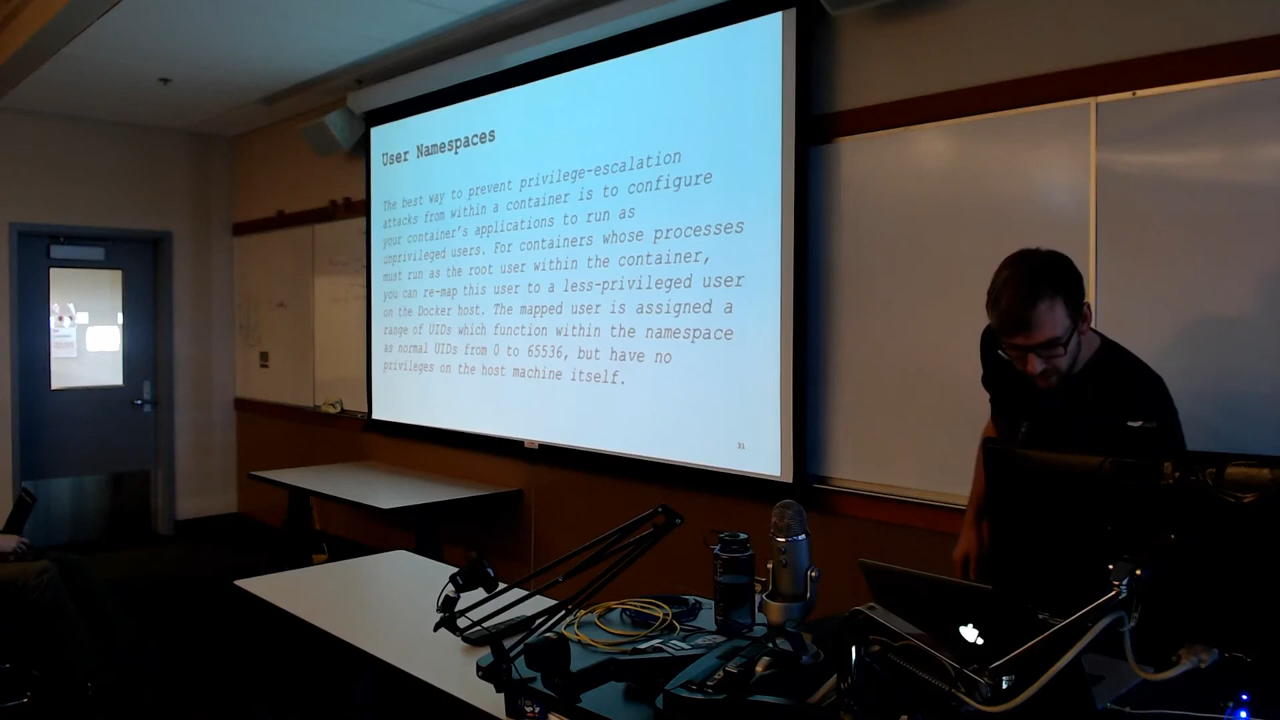 User Namespaces
The best way to prevent privilege-escalation
attacks from within a container is to configure
your container's applications to run as
unprivileged users. For containers whose processes
must run as the root user within the container,
you can re-map this user to a less-privileged user
on the Docker host. The mapped user is assigned a
range of UIDs which function within the namespace
as normal UIDs from 0 to 65536, but have no
privileges on the host machine itself.
31